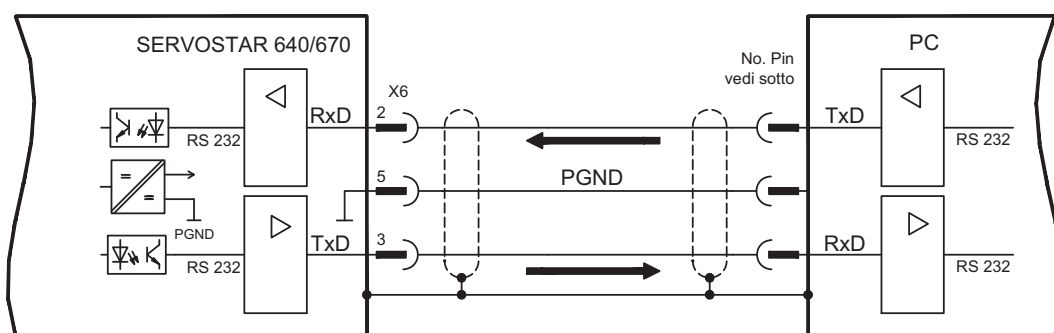 SERVOSTAR 640/670
PC
No. Pin
vedi sotto
X6
2
RxD
TxD
RS 232
RS 232
5
PGND
PGND
3
TxD
RxD
RS 232
RS 232